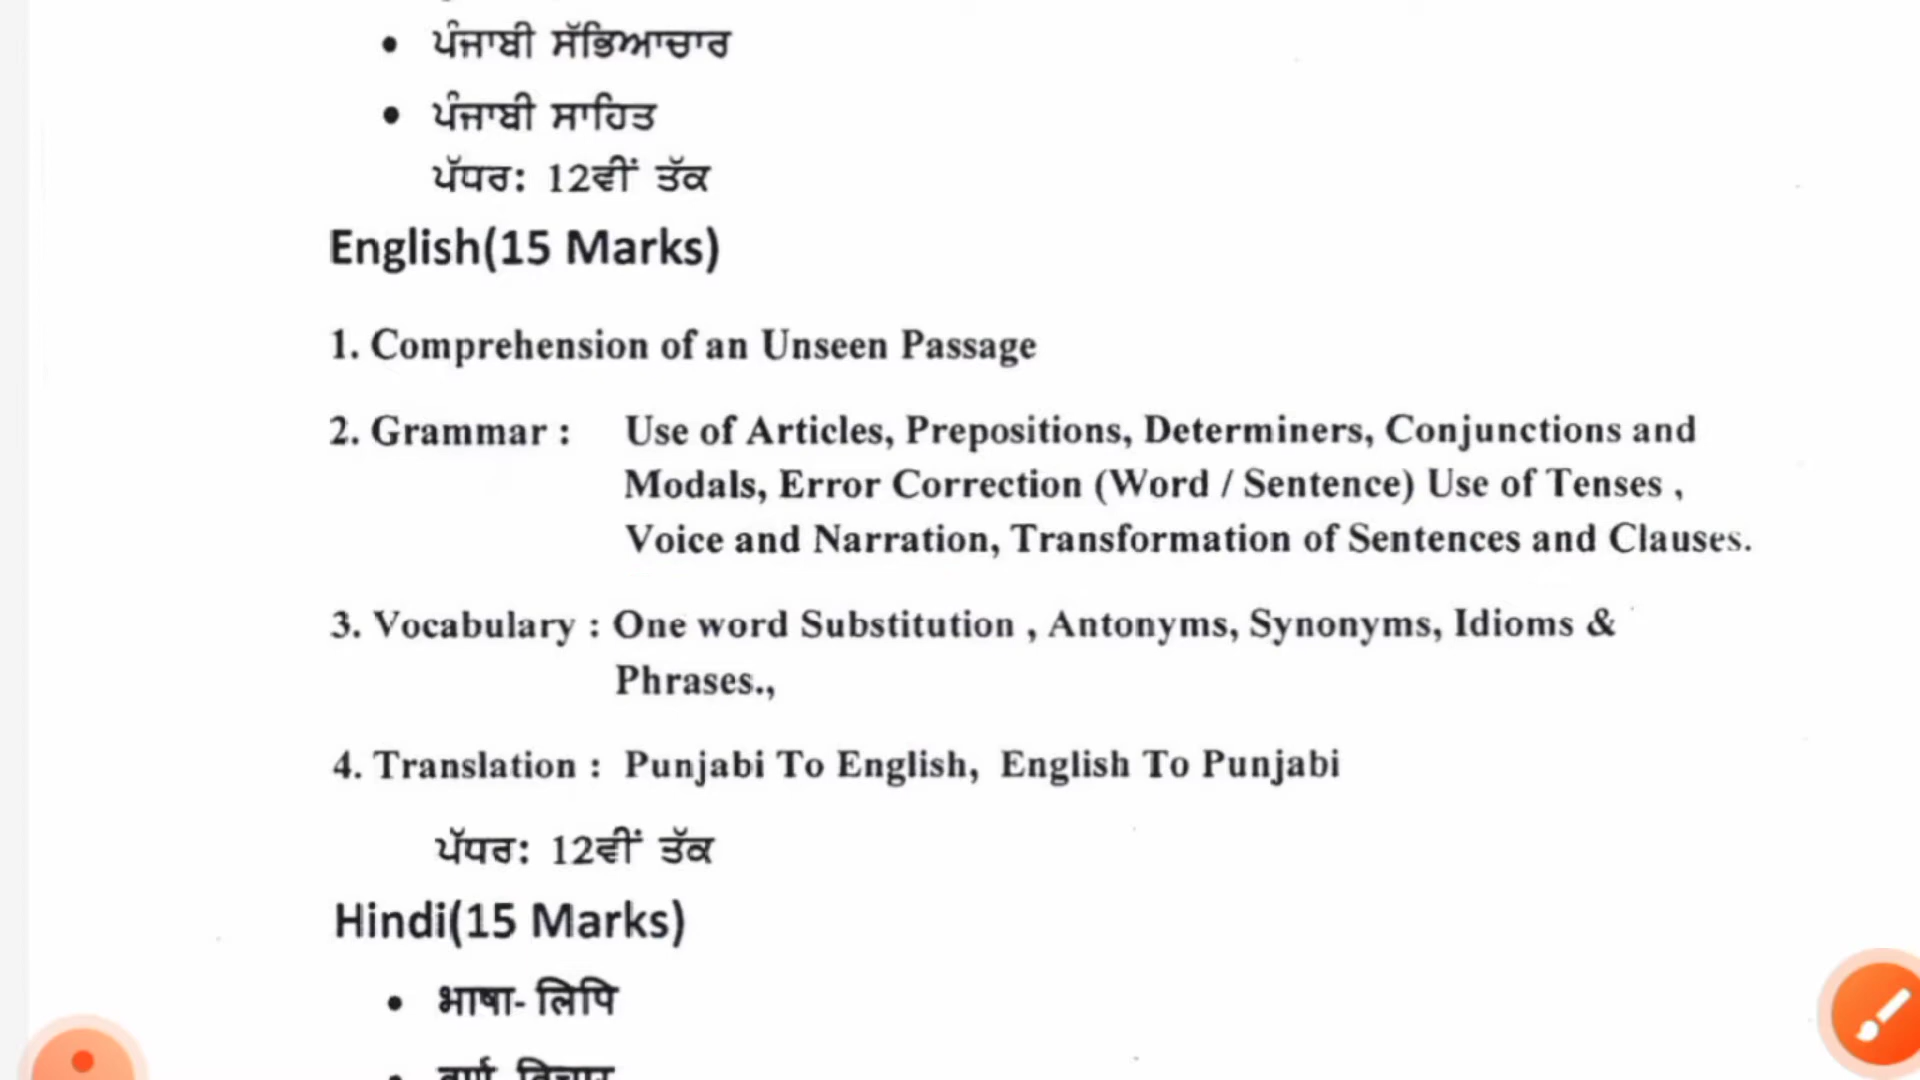 • ਪੰਜਾਬੀ ਸੱਭਿਆਚਾਰ
• ਪੰਜਾਬੀ ਸਾਹਿਤ
ਪੱਧਰ: 12ਵੀਂ ਤੱਕ
English(15 Marks)
1. Comprehension of an Unseen Passage
2. Grammar : Use of Articles, Prepositions, Determiners, Conjunctions and
Modals, Error Correction (Word / Sentence) Use of Tenses ,
Voice and Narration, Transformation of Sentences and Clauses.
3. Vocabulary : One word Substitution , Antonyms, Synonyms, Idioms &
Phrases.,
4. Translation : Punjabi To English, English To Punjabi
ਪੱਧਰ: 12ਵੀਂ ਤੱਕ
Hindi(15 Marks)
• भाषा- लिपि